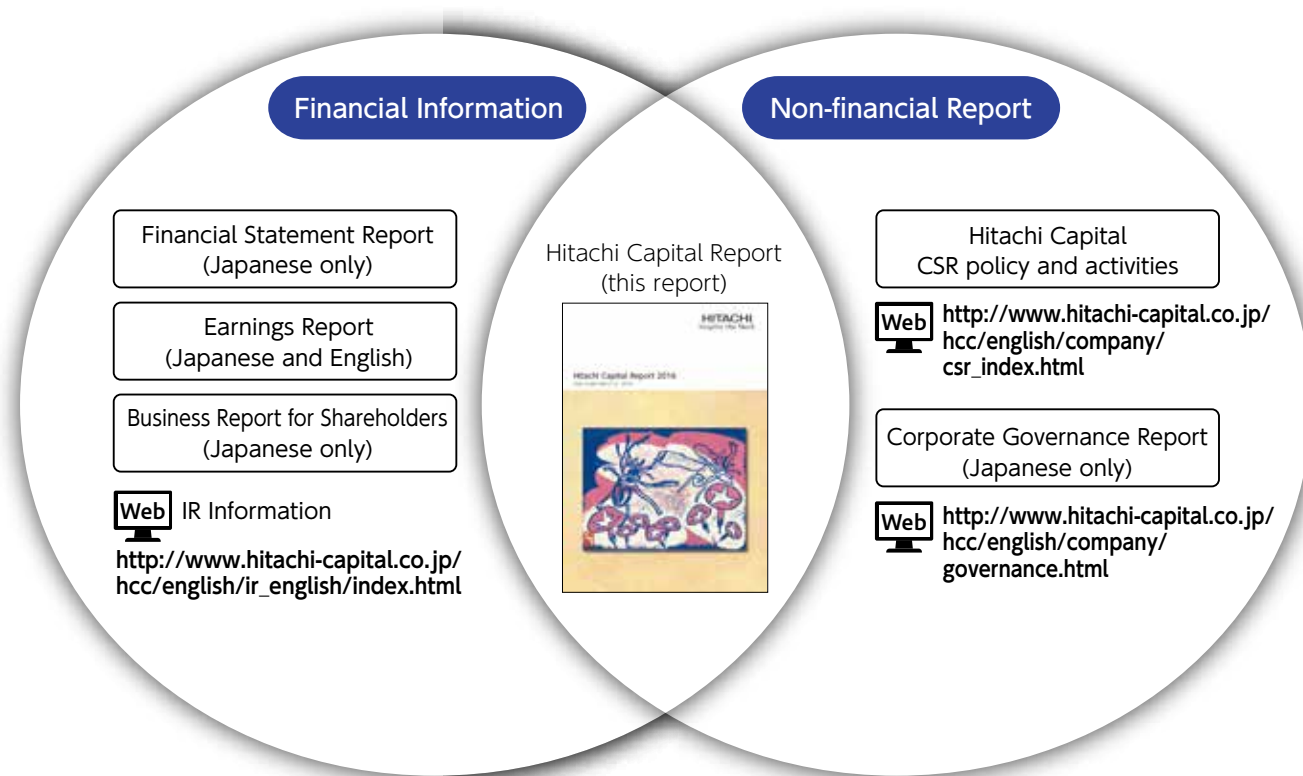 Financial Information
Financial Statement Report
(Japanese only)
Earnings Report
(Japanese and English)
Business Report for Shareholders
(Japanese only)
Web IR Information
http://www.hitachi-capital.co.jp/
hcc/english/ir_english/index.html
Hitachi Capital Report
(this report)
HITACHI
Inspire the Next
Hitachi Capital Report 2016
Non-financial Report
Hitachi Capital
CSR policy and activities
Web http://www.hitachi-capital.co.jp/
hcc/english/company/
csr_index.html
Corporate Governance Report
(Japanese only)
Web http://www.hitachi-capital.co.jp/
hcc/english/company/
governance.html